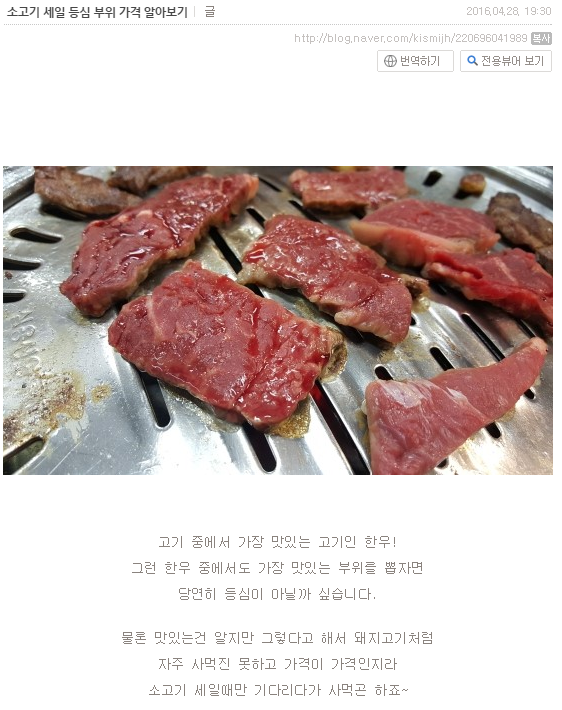 소고기 세일 등심 부위 가격 알아보기 | 글
2016.04.28. 19:30
http://blog.naver.com/kismijh/220696041989 복사
번역하기 전용뷰어 보기
고기 중에서 가장 맛있는 고기인 한우!
그런 한우 중에서도 가장 맛있는 부위를 뽑자면
당연히 등심이 아닐까 싶습니다.
물론 맛있는건 알지만 그렇다고 해서 돼지고기처럼
자주 사먹진 못하고 가격이 가격인지라
소고기 세일때만 기다리다가 사먹곤 하죠~